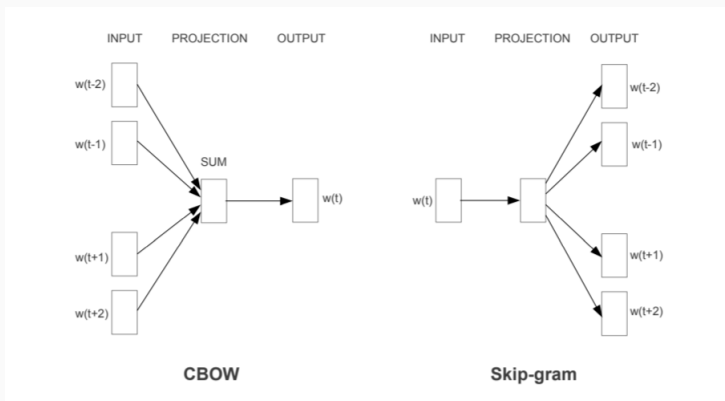 INPUT PROJECTION OUTPUT
w(t-2)
w(t-1)
SUM
w(t)
w(t+1)
w(t+2)
CBOW
INPUT PROJECTION OUTPUT
w(t-2)
w(t-1)
w(t)
w(t+1)
w(t+2)
Skip-gram